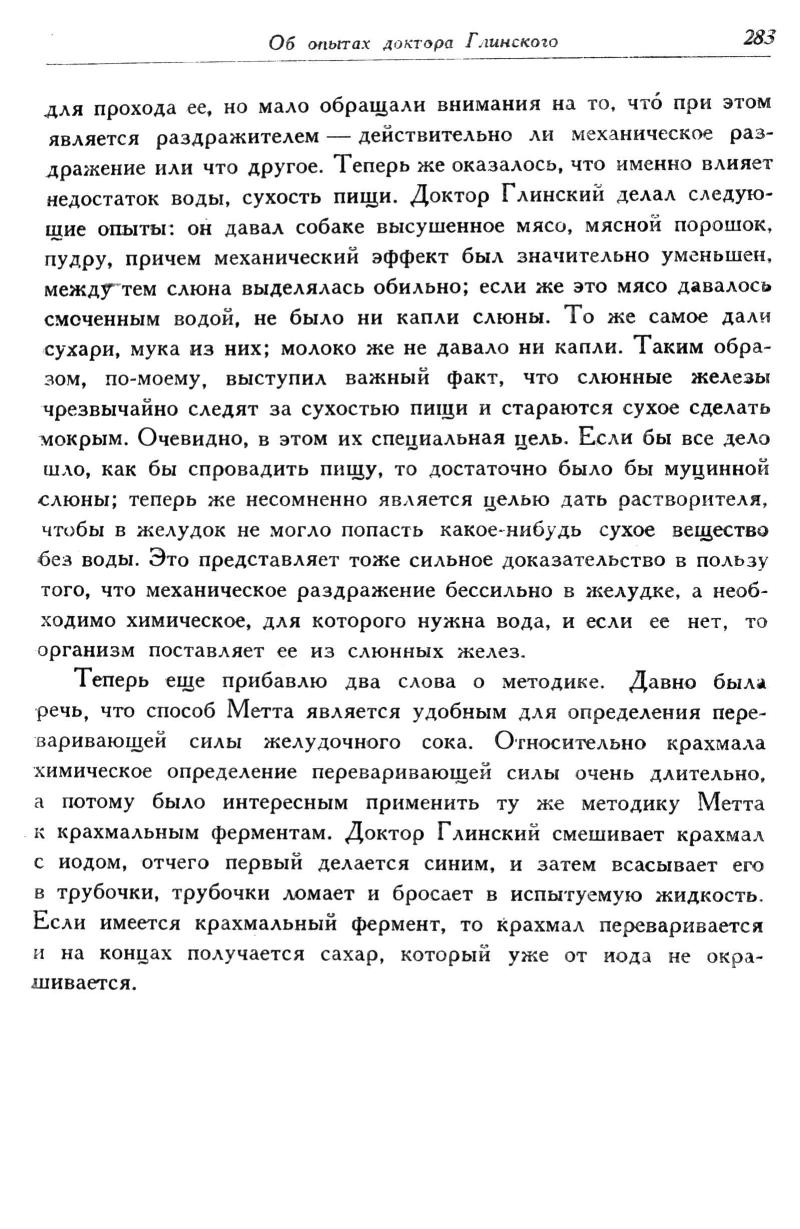 Об опытах доктора Глинского 283
для прохода ее, но мало обращали внимания на то, что́ при этом
является раздражителем — действительно ли механическое раз-
дражение или что другое. Теперь же оказалось, что именно влияет
недостаток воды, сухость пищи. Доктор Глинский делал следую-
щие опыты: он давал собаке высушенное мясо, мясной порошок,
пудру, причем механический эффект был значительно уменьшен,
между тем слюна выделялась обильно; если же это мясо давалось
смоченным водой, не было ни капли слюны. То же самое дали
сухари, мука из них; молоко же не давало ни капли. Таким обра-
зом, по-моему, выступил важный факт, что слюнные железы
чрезвычайно следят за сухостью пищи и стараются сухое сделать
мокрым. Очевидно, в этом их специальная цель. Если бы все дело
шло, как бы спровадить пищу, то достаточно было бы муцинной
слюны; теперь же несомненно является целью дать растворителя,
чтобы в желудок не могло попасть какое-нибудь сухое вещество
без воды. Это представляет тоже сильное доказательство в пользу
того, что механическое раздражение бессильно в желудке, а необ-
ходимо химическое, для которого нужна вода, и если ее нет, то
организм поставляет ее из слюнных желез.
Теперь еще прибавлю два слова о методике. Давно была
речь, что способ Метта является удобным для определения пере-
варивающей силы желудочного сока. Относительно крахмала
химическое определение переваривающей силы очень длительно,
а потому было интересным применить ту же методику Метта
к крахмальным ферментам. Доктор Глинский смешивает крахмал
с иодом, отчего первый делается синим, и затем всасывает его
в трубочки, трубочки ломает и бросает в испытуемую жидкость.
Если имеется крахмальный фермент, то крахмал переваривается
и на концах получается сахар, который уже от иода не окра-
шивается.